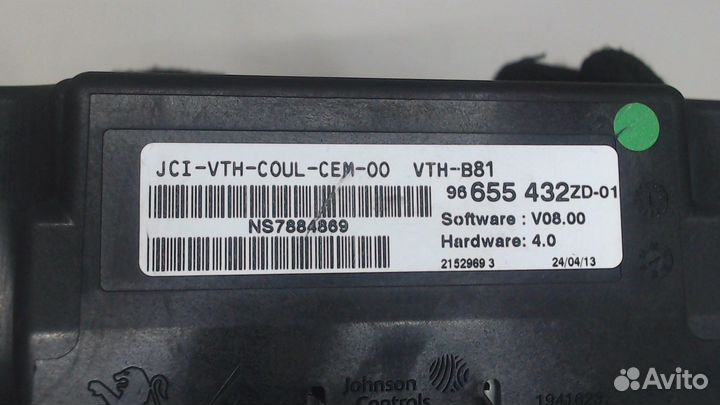 JCI-VTH-COUL-CEM-00 VTH-B81
96 655 432ZD-01
NS7884869
Software : V08.00
Hardware: 4.0
2152969 3 24/04/13
Johnson
Controls
Avito